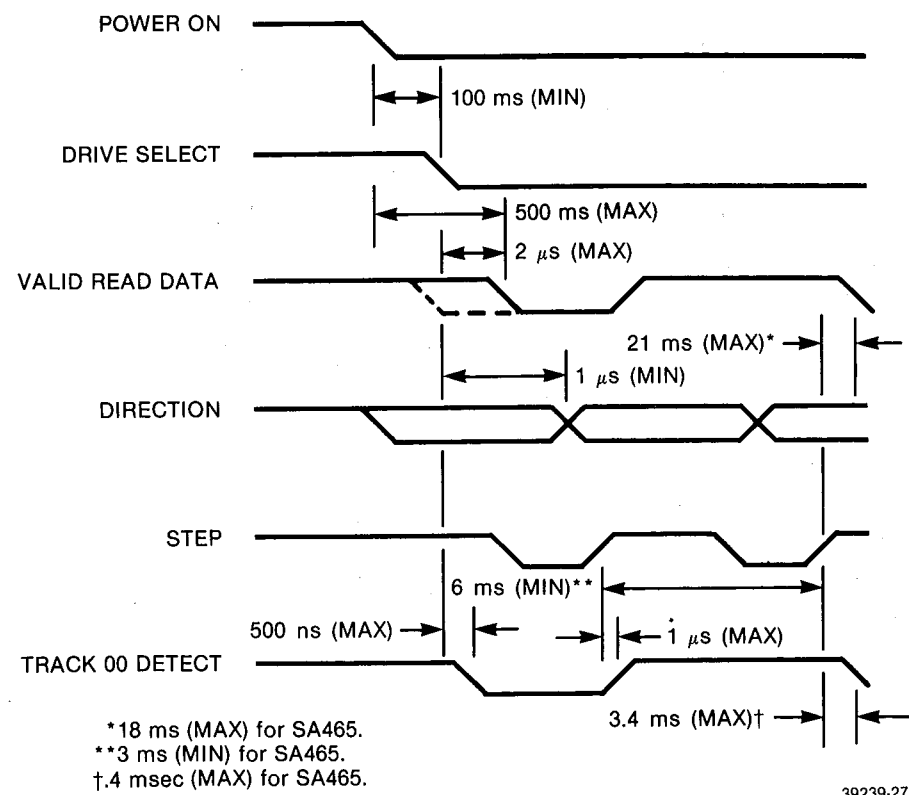 POWER ON
100 ms (MIN)
DRIVE SELECT
500 ms (MAX)
2 μs (MAX)
VALID READ DATA
21 ms (MAX)*
1 μs (MIN)
DIRECTION
STEP
6 ms (MIN)**
500 ns (MAX)
1 μs (MAX)
TRACK 00 DETECT
3.4 ms (MAX)†
*18 ms (MAX) for SA465.
**3 ms (MIN) for SA465.
†.4 msec (MAX) for SA465.
39239-27